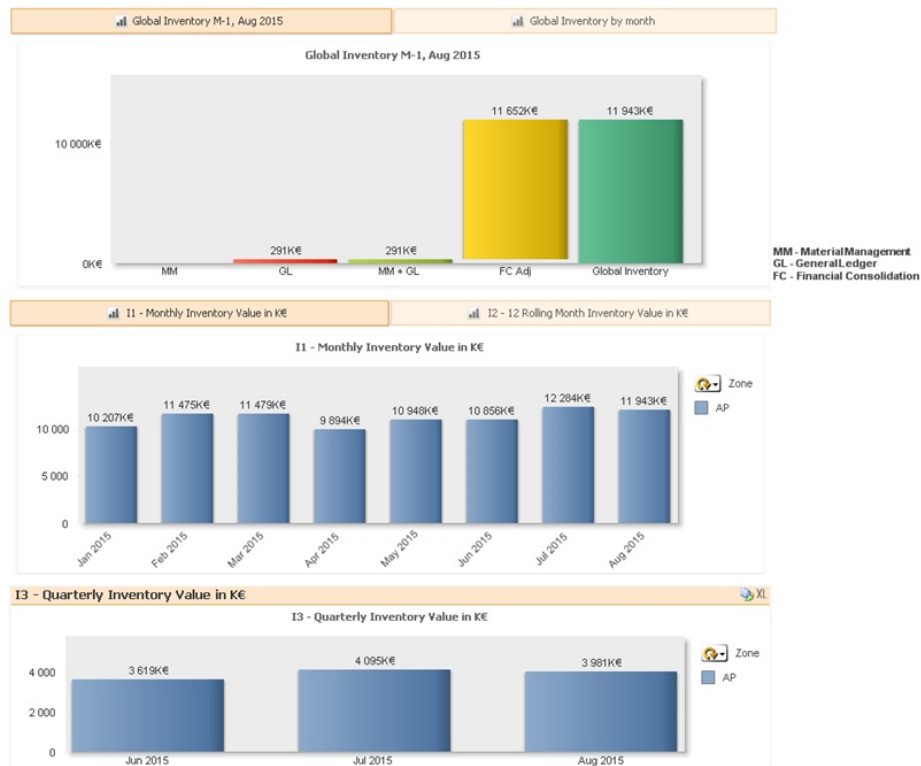 Global Inventory M-1, Aug 2015
Global Inventory by month
Global Inventory M-1, Aug 2015
11 652K€
11 943K€
10 000K€
291K€
291K€
0K€
MM
GL
MM + GL
FC Adj
Global Inventory
MM - Material Management
GL - General Ledger
FC - Financial Consolidation
I1 - Monthly Inventory Value in K€
I2 - 12 Rolling Month Inventory Value in K€
I1 - Monthly Inventory Value in K€
Zone
AP
10 207K€
11 475K€
11 479K€
9 894K€
10 948K€
10 856K€
12 284K€
11 943K€
10 000
5 000
0
Jan 2015
Feb 2015
Mar 2015
Apr 2015
May 2015
Jun 2015
Jul 2015
Aug 2015
I3 - Quarterly Inventory Value in K€
XL
I3 - Quarterly Inventory Value in K€
Zone
AP
3 619K€
4 095K€
3 981K€
4 000
2 000
0
Jun 2015
Jul 2015
Aug 2015